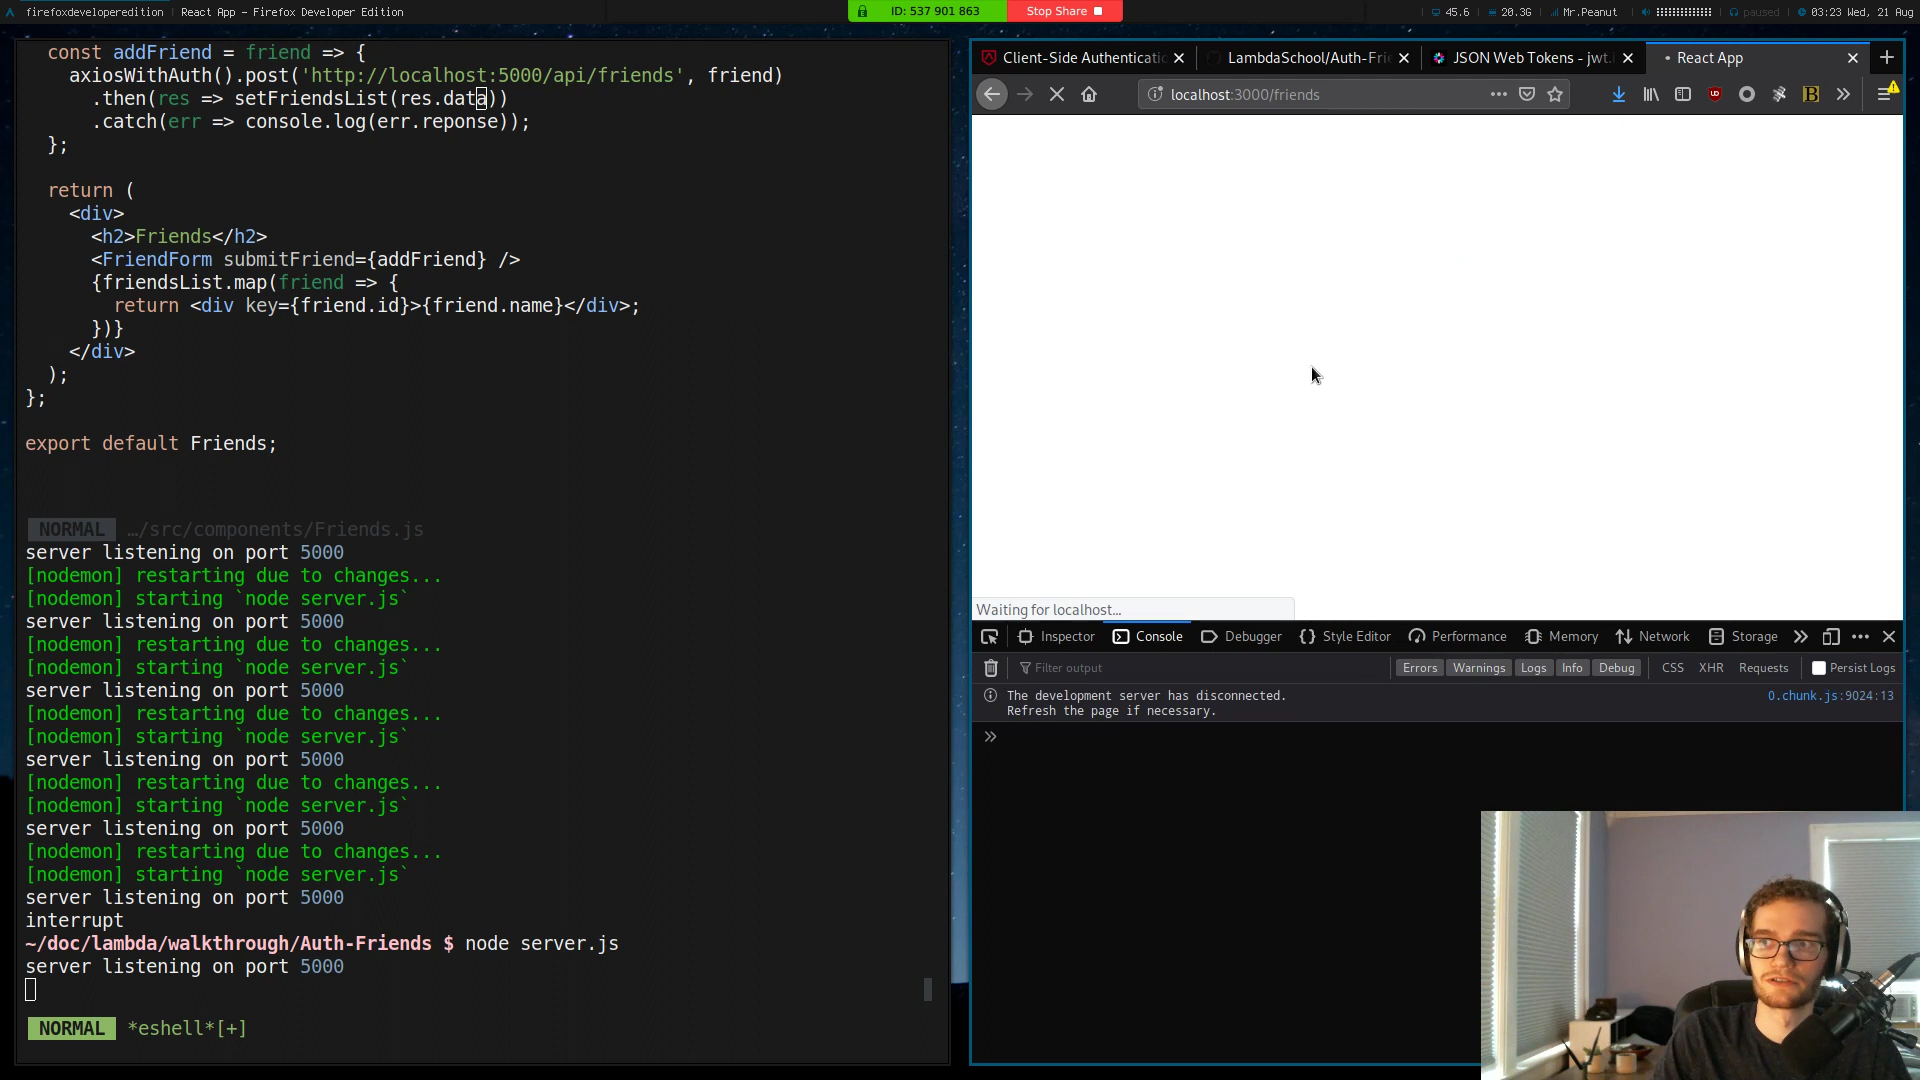 firefoxdeveloperedition | React App - Firefox Developer Edition
ID: 537 901 863 Stop Share
45.6 20.3G Mr.Peanut paused 03:23 Wed, 21 Aug
const addFriend = friend => {
axiosWithAuth().post('http://localhost:5000/api/friends', friend)
.then(res => setFriendsList(res.data))
.catch(err => console.log(err.reponse));
};
return (
<div>
<h2>Friends</h2>
<FriendForm submitFriend={addFriend} />
{friendsList.map(friend => {
return <div key={friend.id}>{friend.name}</div>;
})}
</div>
);
};
export default Friends;
NORMAL …/src/components/Friends.js
server listening on port 5000
[nodemon] restarting due to changes...
[nodemon] starting `node server.js`
server listening on port 5000
[nodemon] restarting due to changes...
[nodemon] starting `node server.js`
server listening on port 5000
[nodemon] restarting due to changes...
[nodemon] starting `node server.js`
server listening on port 5000
[nodemon] restarting due to changes...
[nodemon] starting `node server.js`
server listening on port 5000
[nodemon] restarting due to changes...
[nodemon] starting `node server.js`
server listening on port 5000
interrupt
~/doc/lambda/walkthrough/Auth-Friends $ node server.js
server listening on port 5000
NORMAL *eshell*[+]
Client-Side Authenticatio LambdaSchool/Auth-Frie JSON Web Tokens - jwt.i React App
localhost:3000/friends
Waiting for localhost...
Inspector Console Debugger Style Editor Performance Memory Network Storage
Filter output Errors Warnings Logs Info Debug CSS XHR Requests Persist Logs
The development server has disconnected. 0.chunk.js:9024:13
Refresh the page if necessary.